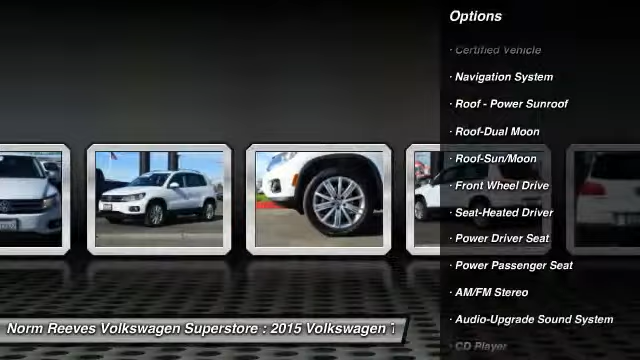 Options
· Certified Vehicle
· Navigation System
· Roof - Power Sunroof
· Roof-Dual Moon
· Roof-Sun/Moon
· Front Wheel Drive
· Seat-Heated Driver
· Power Driver Seat
· Power Passenger Seat
· AM/FM Stereo
· Audio-Upgrade Sound System
· CD Player
Norm Reeves Volkswagen Superstore : 2015 Volkswagen